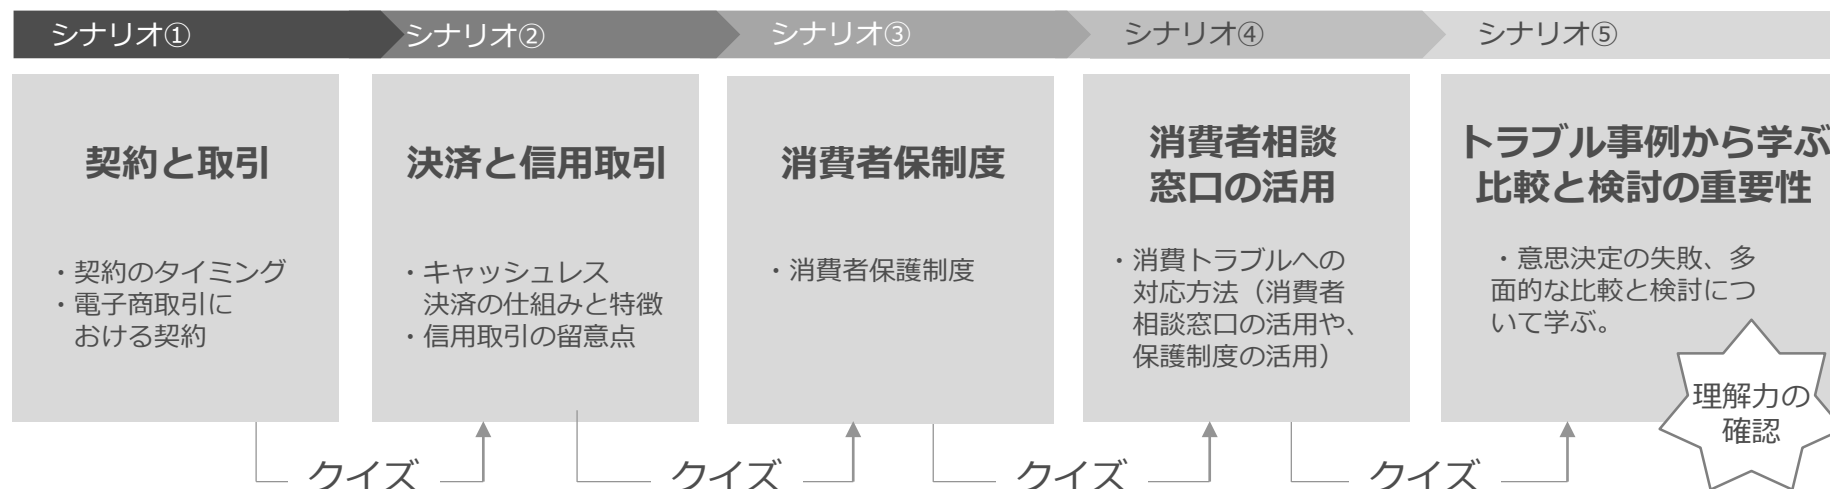 シナリオ①
シナリオ②
シナリオ③
シナリオ④
シナリオ⑤
契約と取引
・契約のタイミング
・電子商取引に
おける契約
決済と信用取引
・キャッシュレス
決済の仕組みと特徴
・信用取引の留意点
消費者保制度
・消費者保護制度
消費者相談
窓口の活用
・消費トラブルへの
対応方法（消費者
相談窓口の活用や、
保護制度の活用）
トラブル事例から学ぶ
比較と検討の重要性
・意思決定の失敗、多
面的な比較と検討につ
いて学ぶ。
理解力の
確認
クイズ
クイズ
クイズ
クイズ